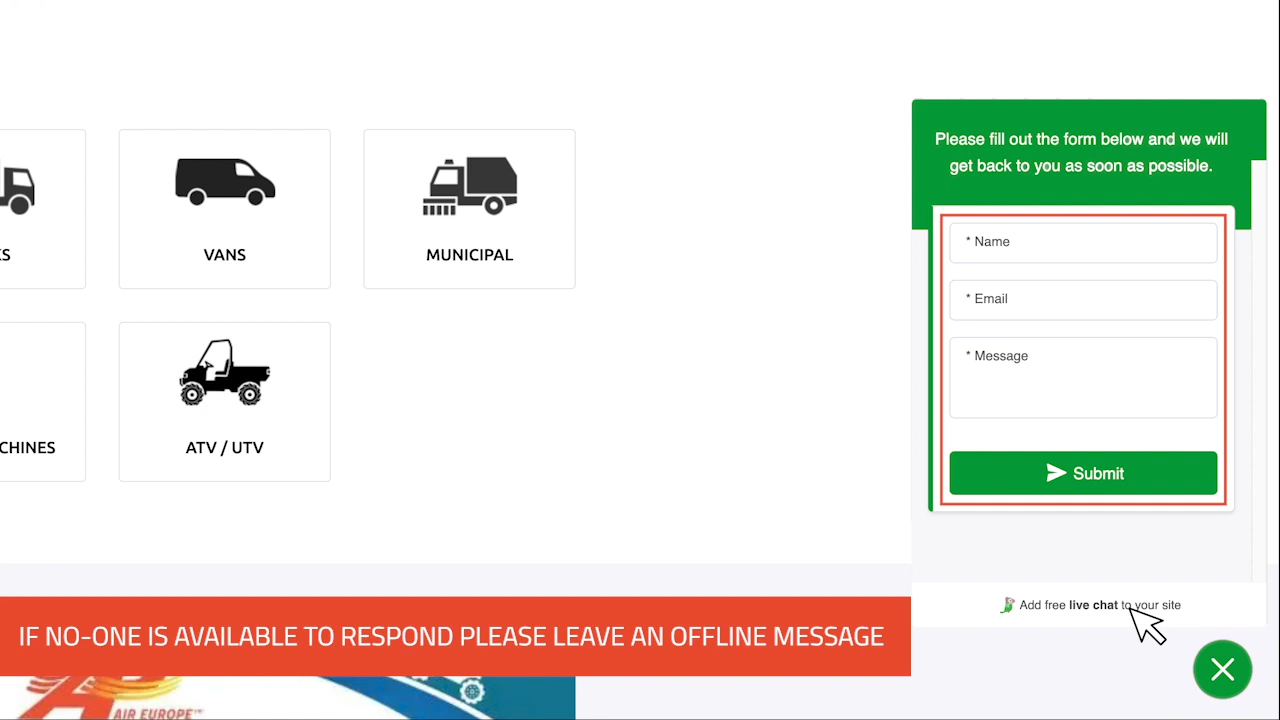 Please fill out the form below and we will
get back to you as soon as possible.
* Name
* Email
* Message
Submit
Add free live chat to your site
KS
VANS
MUNICIPAL
CHINES
ATV / UTV
IF NO-ONE IS AVAILABLE TO RESPOND PLEASE LEAVE AN OFFLINE MESSAGE
AIR EUROPE™